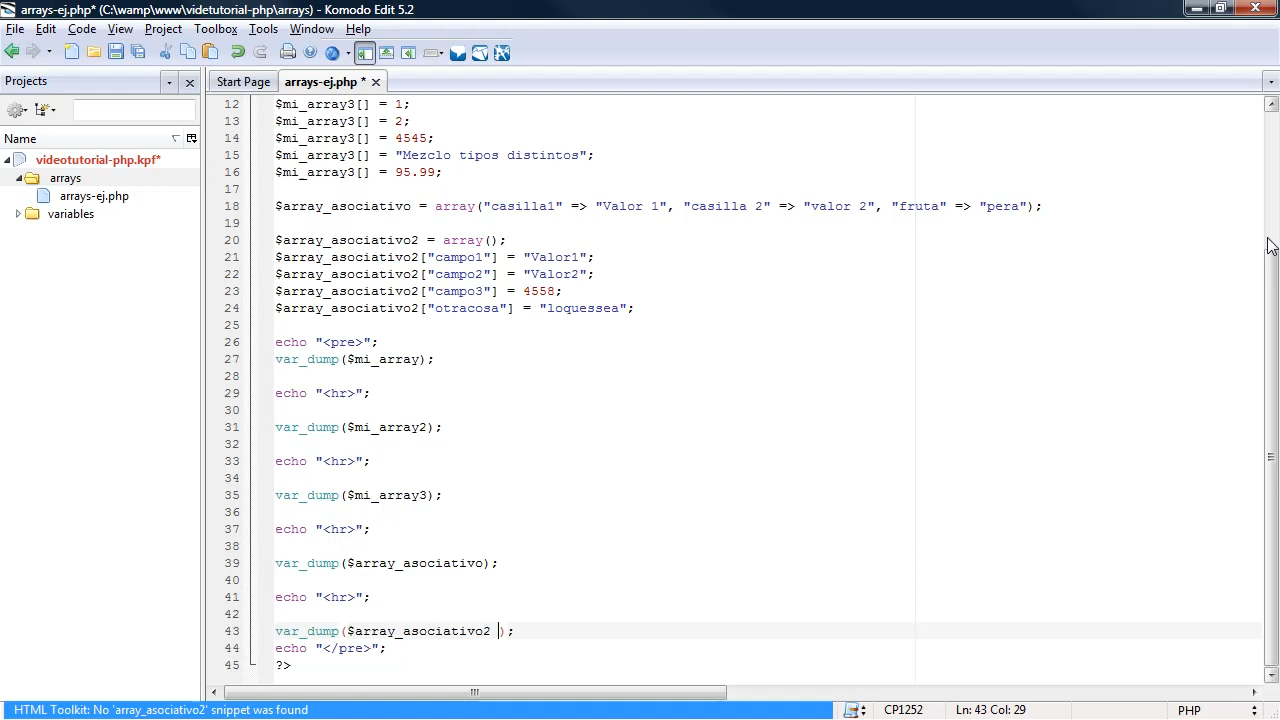 arrays-ej.php* (C:\wamp\www\videtutorial-php\arrays) - Komodo Edit 5.2
File Edit Code View Project Toolbox Tools Window Help
Projects
Start Page arrays-ej.php *
Name
videotutorial-php.kpf*
arrays
arrays-ej.php
variables
12 $mi_array3[] = 1;
13 $mi_array3[] = 2;
14 $mi_array3[] = 4545;
15 $mi_array3[] = "Mezclo tipos distintos";
16 $mi_array3[] = 95.99;
17
18 $array_asociativo = array("casilla1" => "Valor 1", "casilla 2" => "valor 2", "fruta" => "pera");
19
20 $array_asociativo2 = array();
21 $array_asociativo2["campo1"] = "Valor1";
22 $array_asociativo2["campo2"] = "Valor2";
23 $array_asociativo2["campo3"] = 4558;
24 $array_asociativo2["otracosa"] = "loquessea";
25
26 echo "<pre>";
27 var_dump($mi_array);
28
29 echo "<hr>";
30
31 var_dump($mi_array2);
32
33 echo "<hr>";
34
35 var_dump($mi_array3);
36
37 echo "<hr>";
38
39 var_dump($array_asociativo);
40
41 echo "<hr>";
42
43 var_dump($array_asociativo2 );
44 echo "</pre>";
45 ?>
HTML Toolkit: No 'array_asociativo2' snippet was found CP1252 Ln: 43 Col: 29 PHP